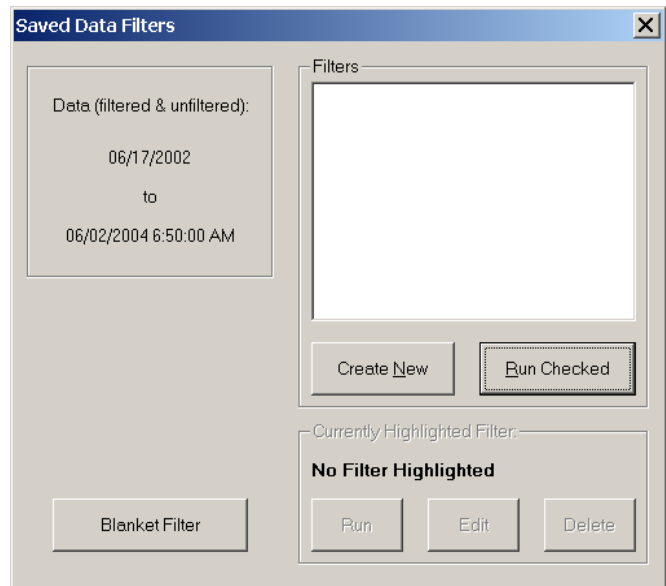 Saved Data Filters
Data (filtered & unfiltered):
06/17/2002
to
06/02/2004 6:50:00 AM
Filters
Create New
Run Checked
Currently Highlighted Filter:
No Filter Highlighted
Blanket Filter
Run
Edit
Delete